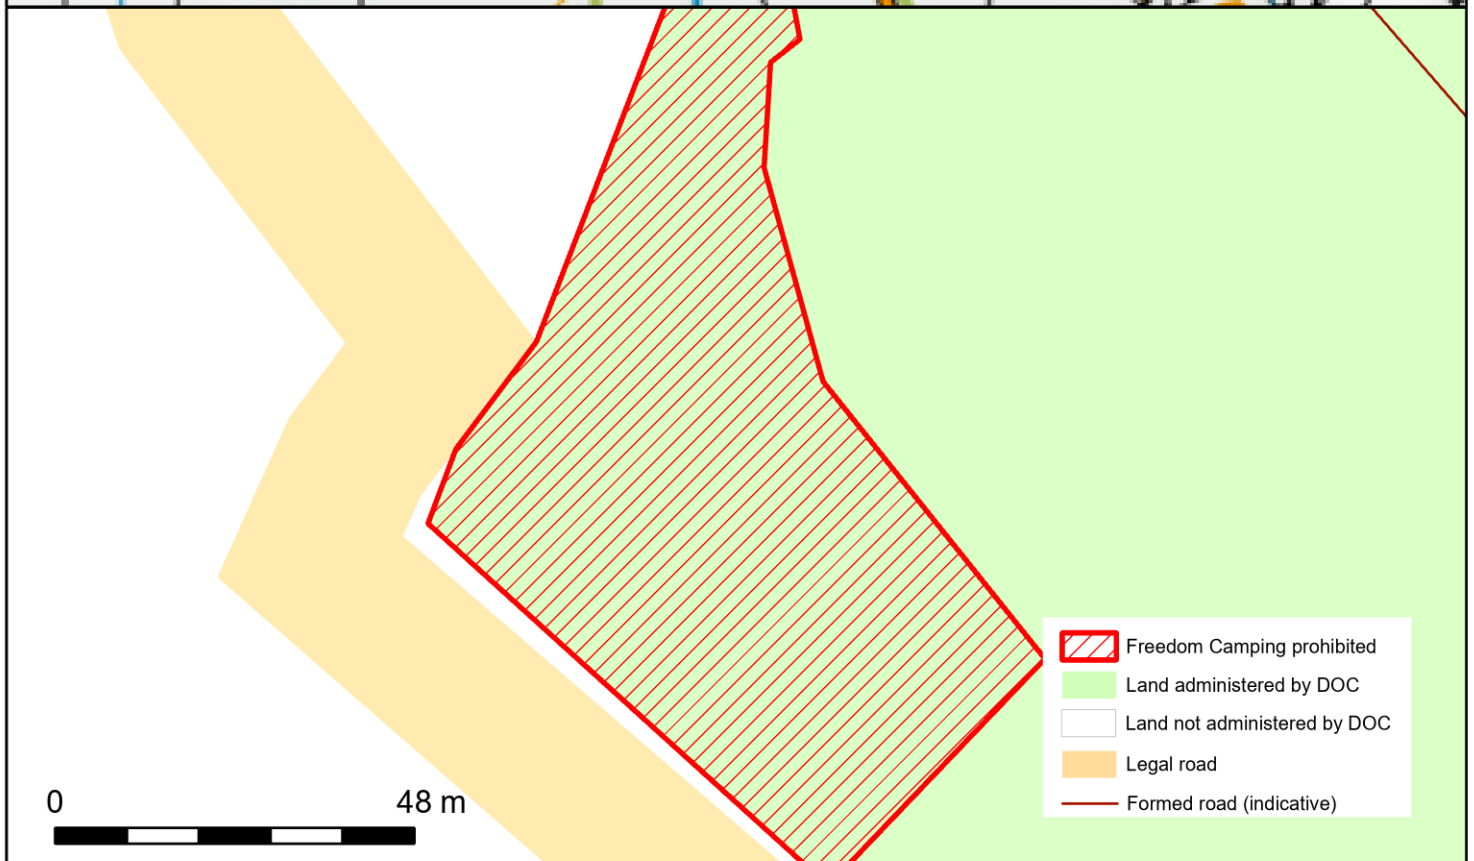 Freedom Camping prohibited
Land administered by DOC
Land not administered by DOC
Legal road
Formed road (indicative)
0 48 m